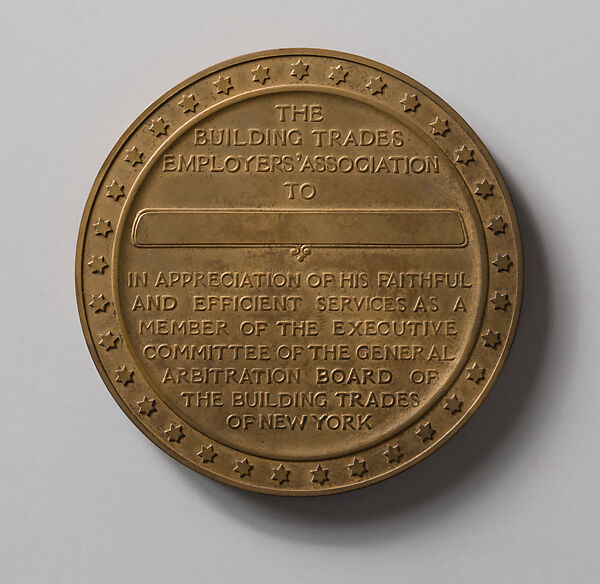 THE
BUILDING TRADES
EMPLOYERS' ASSOCIATION
TO
IN APPRECIATION OF HIS FAITHFUL
AND EFFICIENT SERVICES AS A
MEMBER OF THE EXECUTIVE
COMMITTEE OF THE GENERAL
ARBITRATION BOARD OF
THE BUILDING TRADES
OF NEW YORK